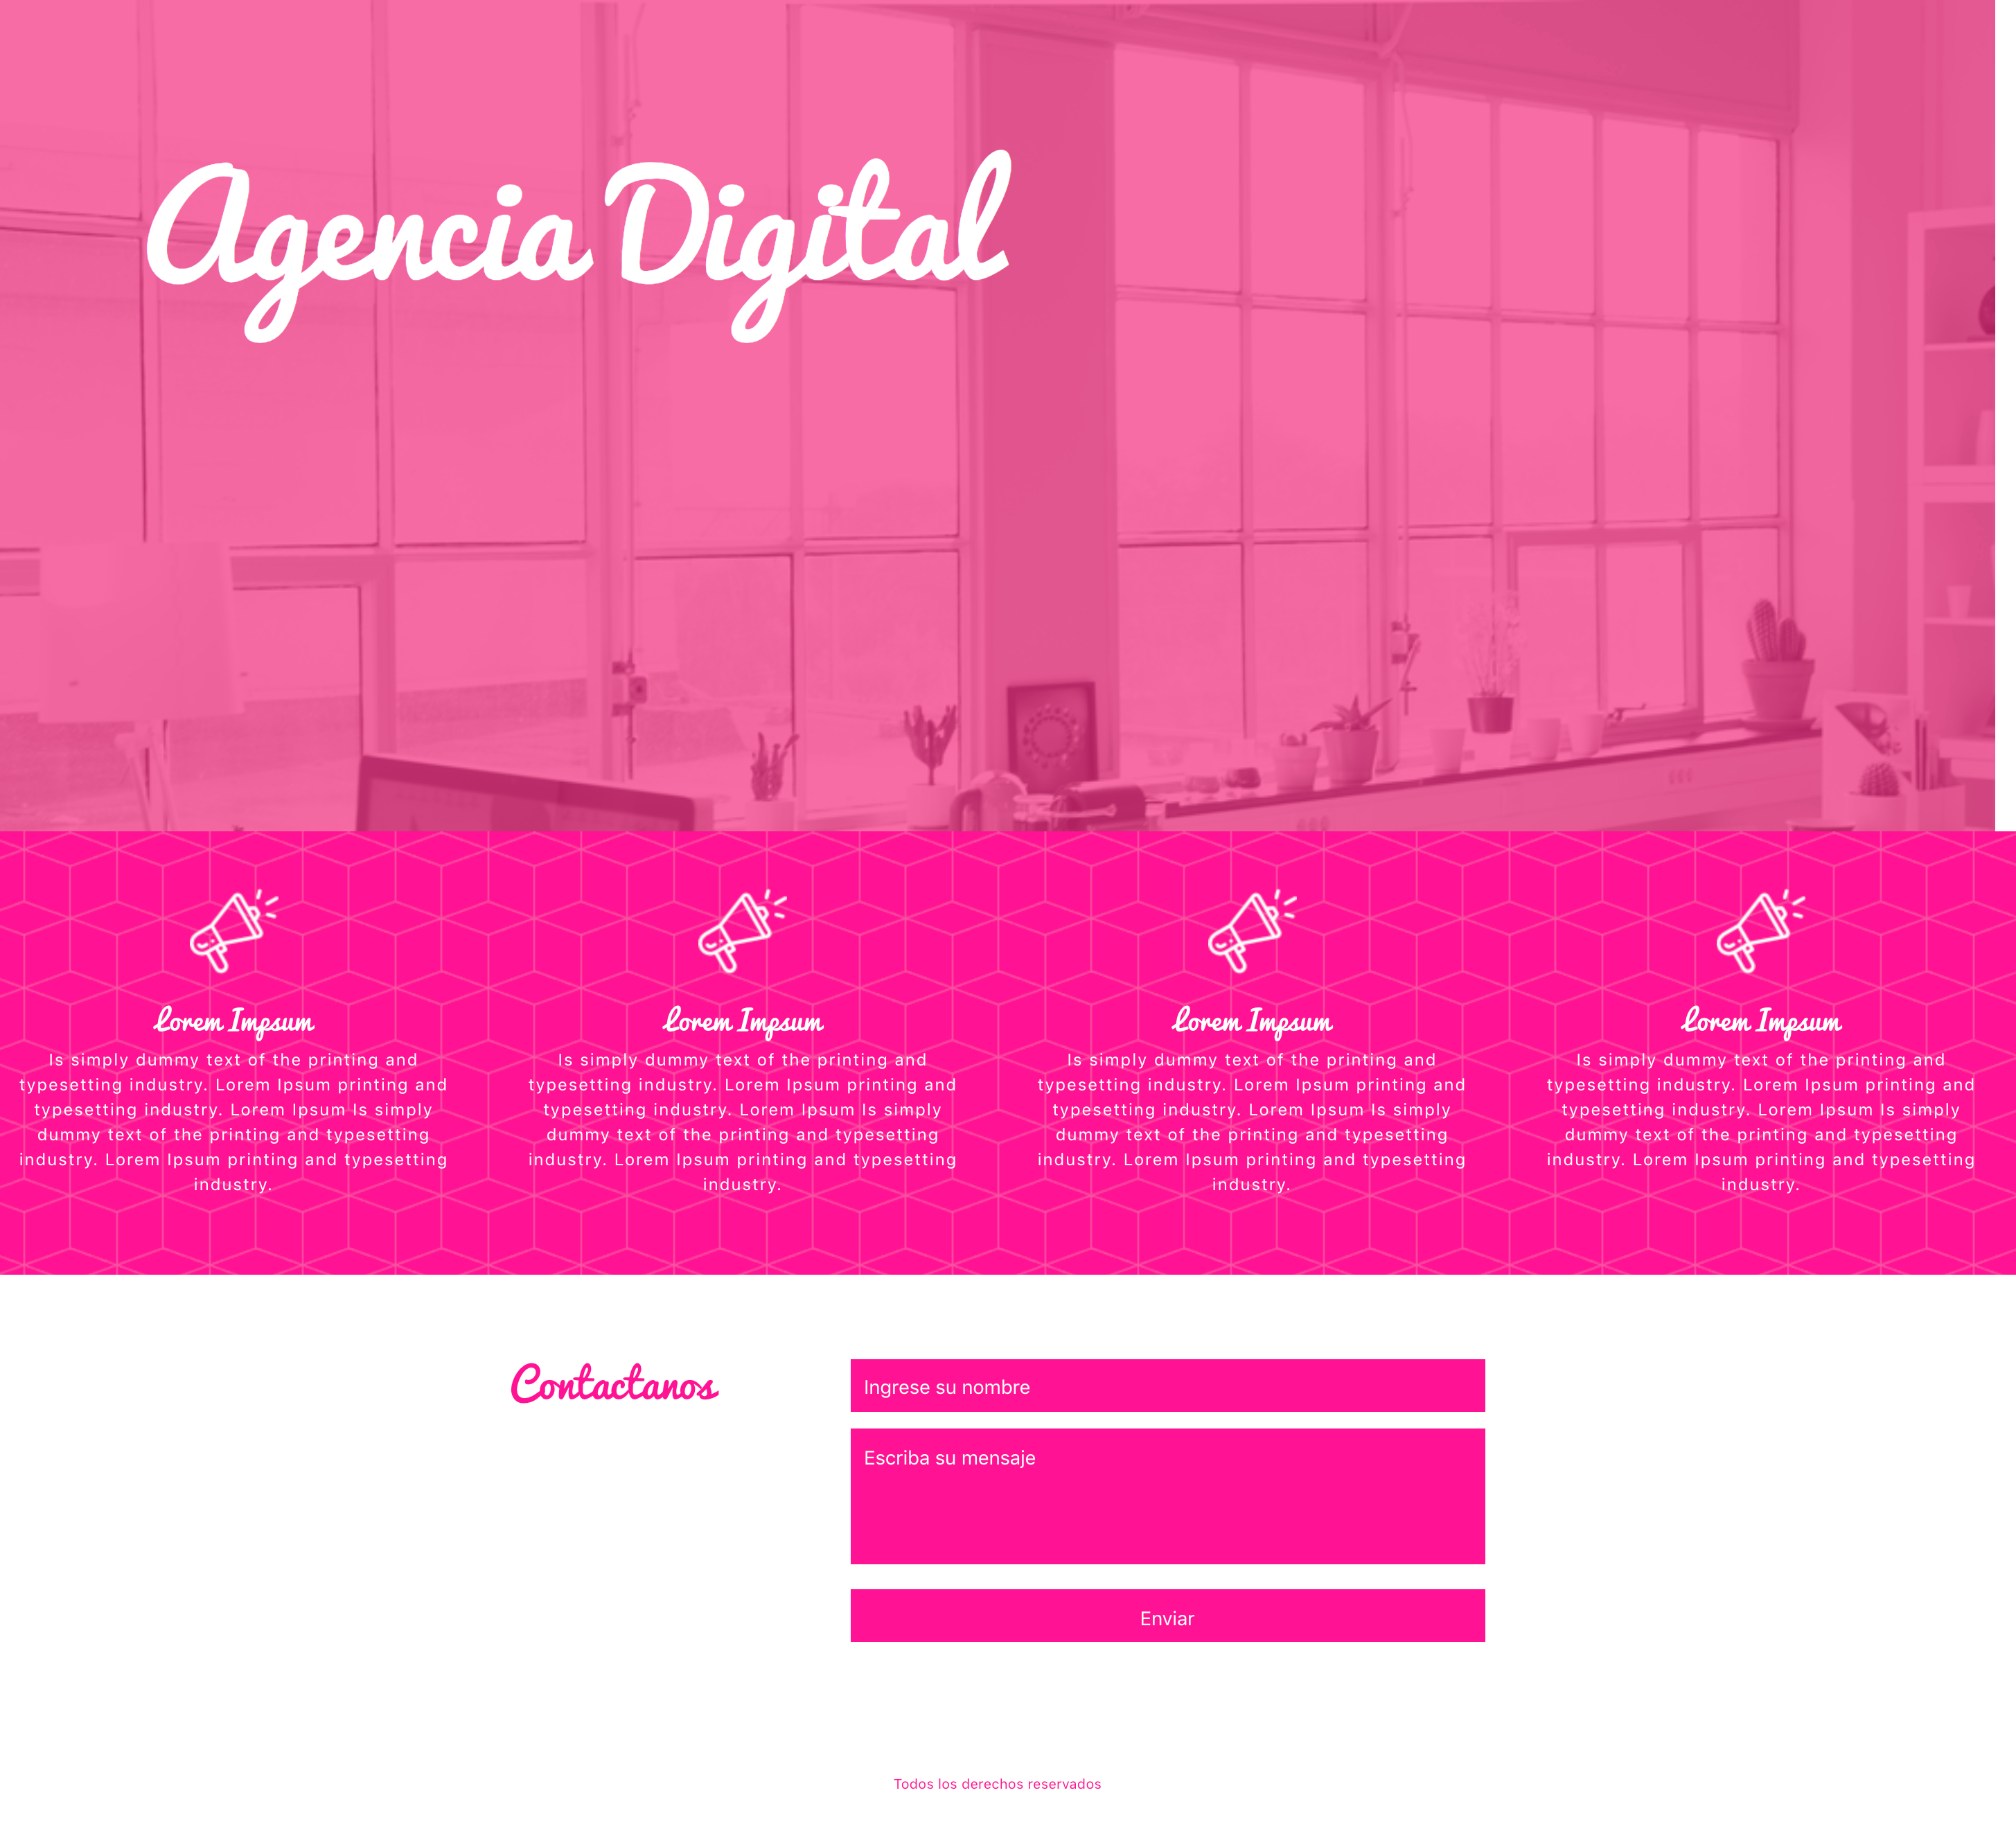 Agencia Digital
Lorem Impsum
Is simply dummy text of the printing and
typesetting industry. Lorem Ipsum printing and
typesetting industry. Lorem Ipsum Is simply
dummy text of the printing and typesetting
industry. Lorem Ipsum printing and typesetting
industry.
Lorem Impsum
Is simply dummy text of the printing and
typesetting industry. Lorem Ipsum printing and
typesetting industry. Lorem Ipsum Is simply
dummy text of the printing and typesetting
industry. Lorem Ipsum printing and typesetting
industry.
Lorem Impsum
Is simply dummy text of the printing and
typesetting industry. Lorem Ipsum printing and
typesetting industry. Lorem Ipsum Is simply
dummy text of the printing and typesetting
industry. Lorem Ipsum printing and typesetting
industry.
Lorem Impsum
Is simply dummy text of the printing and
typesetting industry. Lorem Ipsum printing and
typesetting industry. Lorem Ipsum Is simply
dummy text of the printing and typesetting
industry. Lorem Ipsum printing and typesetting
industry.
Contactanos
Ingrese su nombre
Escriba su mensaje
Enviar
Todos los derechos reservados